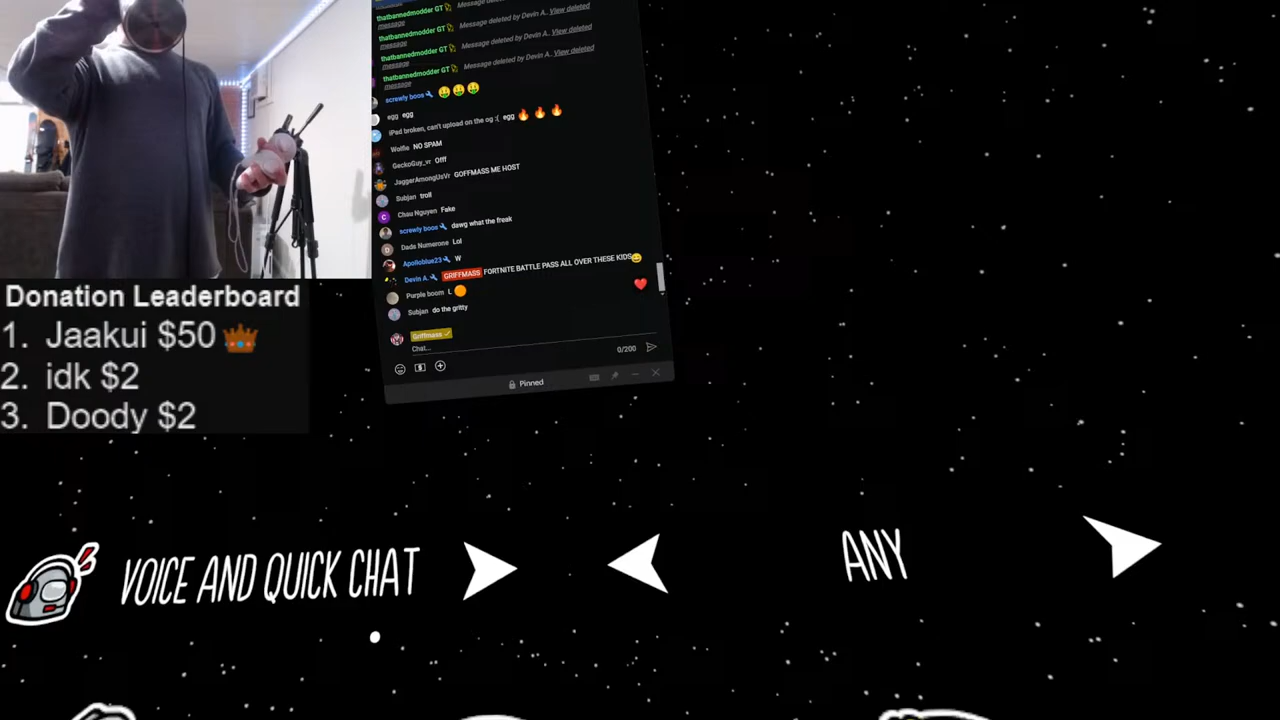 thatbannedmodder GT Message deleted by Devin A.. View deleted
message
thatbannedmodder GT Message deleted by Devin A.. View deleted
message
thatbannedmodder GT Message deleted by Devin A.. View deleted
message
thatbannedmodder GT Message deleted by Devin A.. View deleted
message
screwly boos 🤑🤑🤑
egg egg
iPad broken, can't upload on the og :( egg 🔥🔥🔥
Wolfie NO SPAM
GeckoGuy_vr Offf
JaggerAmongUsVr GOFFMASS ME HOST
Subjan troll
C Chau Nguyen Fake
screwly boos dawg what the freak
D Dads Numerone Lol
Apolloblue23 W
Devin A. GRIFFMASS FORTNITE BATTLE PASS ALL OVER THESE KIDS😂
Purple boom L 🟠
Subjan do the gritty
Griffmass
Chat...
0/200
Pinned
Donation Leaderboard
1. Jaakui $50
2. idk $2
3. Doody $2
VOICE AND QUICK CHAT
ANY